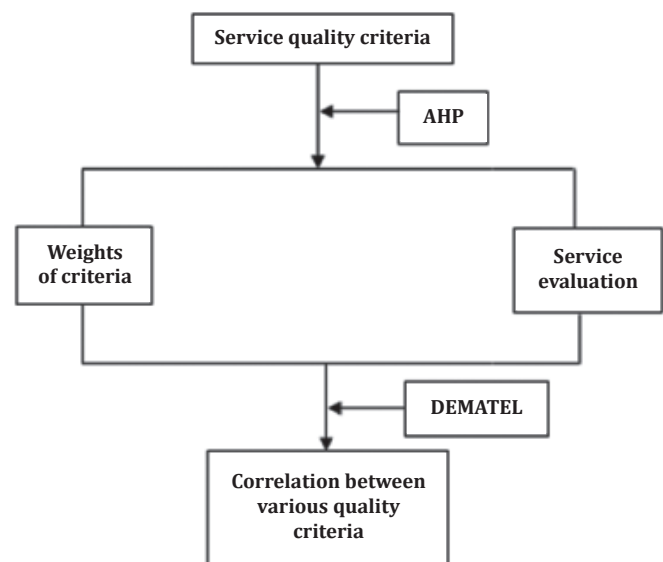 Service quality criteria
AHP
Weights
of criteria
Service
evaluation
DEMATEL
Correlation between
various quality
criteria